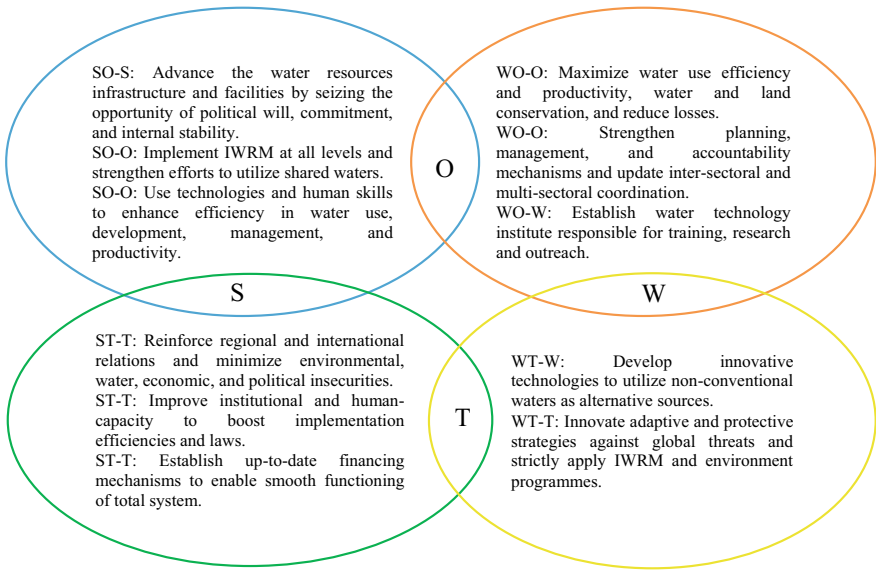 SO-S: Advance the water resources
infrastructure and facilities by seizing the
opportunity of political will, commitment,
and internal stability.
SO-O: Implement IWRM at all levels and
strengthen efforts to utilize shared waters.
SO-O: Use technologies and human skills
to enhance efficiency in water use,
development, management, and
productivity.
O
WO-O: Maximize water use efficiency
and productivity, water and land
conservation, and reduce losses.
WO-O: Strengthen planning,
management, and accountability
mechanisms and update inter-sectoral and
multi-sectoral coordination.
WO-W: Establish water technology
institute responsible for training, research
and outreach.
S
W
ST-T: Reinforce regional and international
relations and minimize environmental,
water, economic, and political insecurities.
ST-T: Improve institutional and human-
capacity to boost implementation
efficiencies and laws.
ST-T: Establish up-to-date financing
mechanisms to enable smooth functioning
of total system.
T
WT-W: Develop innovative
technologies to utilize non-conventional
waters as alternative sources.
WT-T: Innovate adaptive and protective
strategies against global threats and
strictly apply IWRM and environment
programmes.